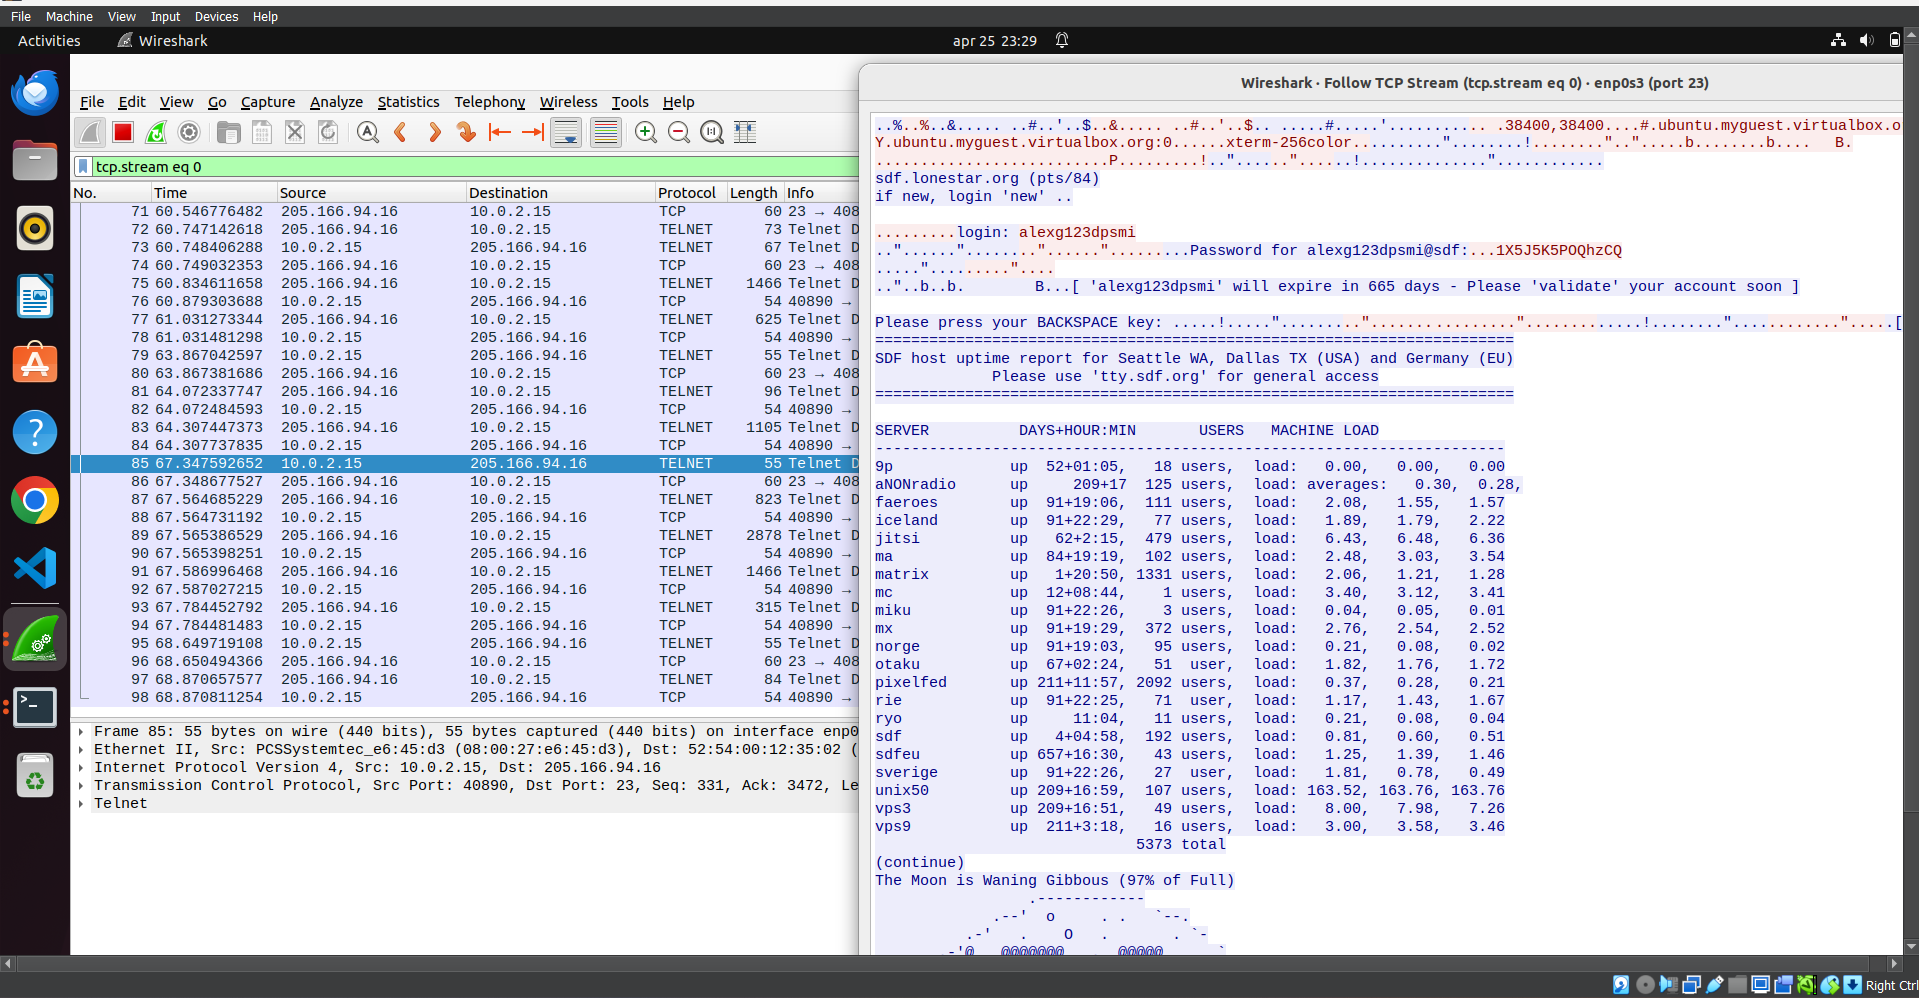 File Machine View Input Devices Help
Activities Wireshark apr 25 23:29
Wireshark · Follow TCP Stream (tcp.stream eq 0) · enp0s3 (port 23)
File Edit View Go Capture Analyze Statistics Telephony Wireless Tools Help
tcp.stream eq 0
No. Time Source Destination Protocol Length Info
71 60.546776482 205.166.94.16 10.0.2.15 TCP 60 23 → 408
72 60.747142618 205.166.94.16 10.0.2.15 TELNET 73 Telnet D
73 60.748406288 10.0.2.15 205.166.94.16 TELNET 67 Telnet D
74 60.749032353 205.166.94.16 10.0.2.15 TCP 60 23 → 408
75 60.834611658 205.166.94.16 10.0.2.15 TELNET 1466 Telnet D
76 60.879303688 10.0.2.15 205.166.94.16 TCP 54 40890 →
77 61.031273344 205.166.94.16 10.0.2.15 TELNET 625 Telnet D
78 61.031481298 10.0.2.15 205.166.94.16 TCP 54 40890 →
79 63.867042597 10.0.2.15 205.166.94.16 TELNET 55 Telnet D
80 63.867381686 205.166.94.16 10.0.2.15 TCP 60 23 → 408
81 64.072337747 205.166.94.16 10.0.2.15 TELNET 96 Telnet D
82 64.072484593 10.0.2.15 205.166.94.16 TCP 54 40890 →
83 64.307447373 205.166.94.16 10.0.2.15 TELNET 1105 Telnet D
84 64.307737835 10.0.2.15 205.166.94.16 TCP 54 40890 →
85 67.347592652 10.0.2.15 205.166.94.16 TELNET 55 Telnet D
86 67.348677527 205.166.94.16 10.0.2.15 TCP 60 23 → 408
87 67.564685229 205.166.94.16 10.0.2.15 TELNET 823 Telnet D
88 67.564731192 10.0.2.15 205.166.94.16 TCP 54 40890 →
89 67.565386529 205.166.94.16 10.0.2.15 TELNET 2878 Telnet D
90 67.565398251 10.0.2.15 205.166.94.16 TCP 54 40890 →
91 67.586996468 205.166.94.16 10.0.2.15 TELNET 1466 Telnet D
92 67.587027215 10.0.2.15 205.166.94.16 TCP 54 40890 →
93 67.784452792 205.166.94.16 10.0.2.15 TELNET 315 Telnet D
94 67.784481483 10.0.2.15 205.166.94.16 TCP 54 40890 →
95 68.649719108 10.0.2.15 205.166.94.16 TELNET 55 Telnet D
96 68.650494366 205.166.94.16 10.0.2.15 TCP 60 23 → 408
97 68.870657577 205.166.94.16 10.0.2.15 TELNET 84 Telnet D
98 68.870811254 10.0.2.15 205.166.94.16 TCP 54 40890 →
Frame 85: 55 bytes on wire (440 bits), 55 bytes captured (440 bits) on interface enp0
Ethernet II, Src: PCSSystemtec_e6:45:d3 (08:00:27:e6:45:d3), Dst: 52:54:00:12:35:02 (
Internet Protocol Version 4, Src: 10.0.2.15, Dst: 205.166.94.16
Transmission Control Protocol, Src Port: 40890, Dst Port: 23, Seq: 331, Ack: 3472, Le
Telnet
..%..%..&..... ..#..'..$..&..... ..#..'..$.. .....#.....'........... .38400,38400....#.ubuntu.myguest.virtualbox.o
Y.ubuntu.myguest.virtualbox.org:0......xterm-256color.........."........!........"..".....b........b.... B.
..........................P.........!.."......"......!.............."............
sdf.lonestar.org (pts/84)
if new, login 'new' ..
.........login: alexg123dpsmi
.."......"........"......".........Password for alexg123dpsmi@sdf:...1X5J5K5POQhzCQ
....."........."....
.."..b..b. B...[ 'alexg123dpsmi' will expire in 665 days - Please 'validate' your account soon ]
Please press your BACKSPACE key: .....!....."........."................".............!........"............".....[
=======================================================================
SDF host uptime report for Seattle WA, Dallas TX (USA) and Germany (EU)
Please use 'tty.sdf.org' for general access
=======================================================================
SERVER DAYS+HOUR:MIN USERS MACHINE LOAD
----------------------------------------------------------------------
9p up 52+01:05, 18 users, load: 0.00, 0.00, 0.00
aNONradio up 209+17 125 users, load: averages: 0.30, 0.28,
faeroes up 91+19:06, 111 users, load: 2.08, 1.55, 1.57
iceland up 91+22:29, 77 users, load: 1.89, 1.79, 2.22
jitsi up 62+2:15, 479 users, load: 6.43, 6.48, 6.36
ma up 84+19:19, 102 users, load: 2.48, 3.03, 3.54
matrix up 1+20:50, 1331 users, load: 2.06, 1.21, 1.28
mc up 12+08:44, 1 users, load: 3.40, 3.12, 3.41
miku up 91+22:26, 3 users, load: 0.04, 0.05, 0.01
mx up 91+19:29, 372 users, load: 2.76, 2.54, 2.52
norge up 91+19:03, 95 users, load: 0.21, 0.08, 0.02
otaku up 67+02:24, 51 user, load: 1.82, 1.76, 1.72
pixelfed up 211+11:57, 2092 users, load: 0.37, 0.28, 0.21
rie up 91+22:25, 71 user, load: 1.17, 1.43, 1.67
ryo up 11:04, 11 users, load: 0.21, 0.08, 0.04
sdf up 4+04:58, 192 users, load: 0.81, 0.60, 0.51
sdfeu up 657+16:30, 43 users, load: 1.25, 1.39, 1.46
sverige up 91+22:26, 27 user, load: 1.81, 0.78, 0.49
unix50 up 209+16:59, 107 users, load: 163.52, 163.76, 163.76
vps3 up 209+16:51, 49 users, load: 8.00, 7.98, 7.26
vps9 up 211+3:18, 16 users, load: 3.00, 3.58, 3.46
5373 total
(continue)
The Moon is Waning Gibbous (97% of Full)
.------------
.--' o . . `--.
.-' . O . . `-
.-'@ @@@@@@@ . @@@@@ `
Right Ctrl